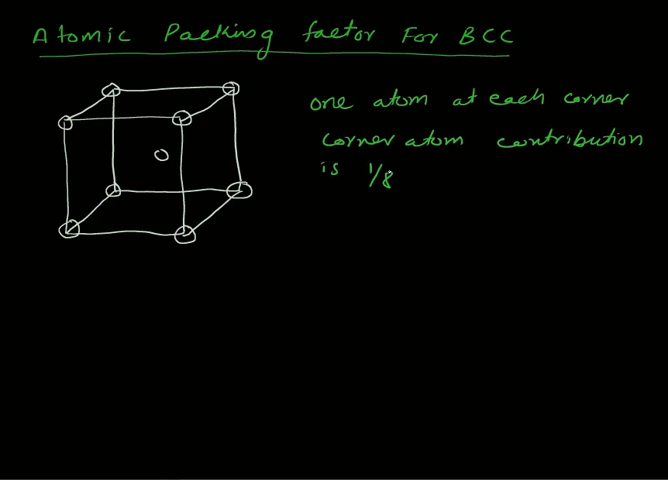 Atomic Packing factor For BCC
one atom at each corner
corner atom contribution
is 1/8